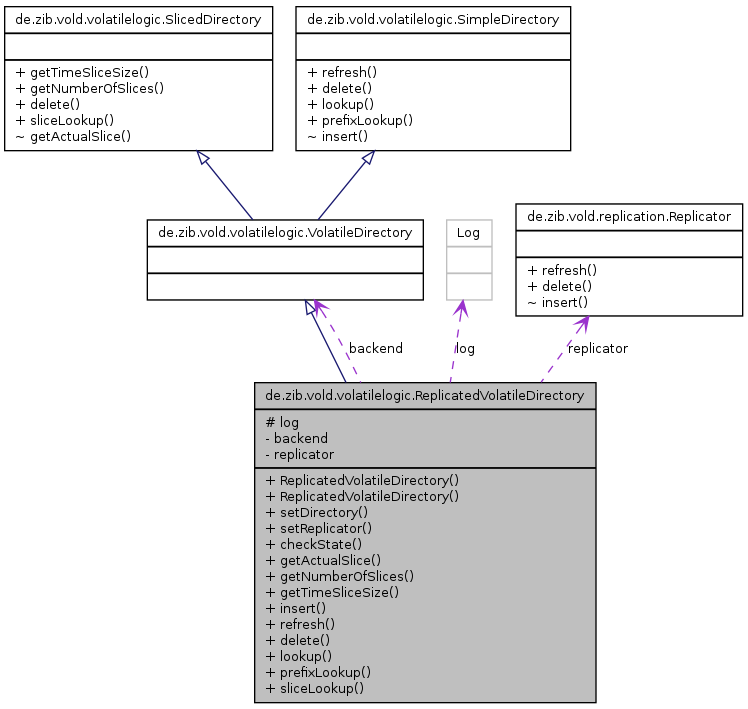 de.zib.vold.volatilelogic.SlicedDirectory
+ getTimeSliceSize()
+ getNumberOfSlices()
+ delete()
+ sliceLookup()
~ getActualSlice()
de.zib.vold.volatilelogic.SimpleDirectory
+ refresh()
+ delete()
+ lookup()
+ prefixLookup()
~ insert()
de.zib.vold.volatilelogic.VolatileDirectory
Log
de.zib.vold.replication.Replicator
+ refresh()
+ delete()
~ insert()
backend
log
replicator
de.zib.vold.volatilelogic.ReplicatedVolatileDirectory
# log
- backend
- replicator
+ ReplicatedVolatileDirectory()
+ ReplicatedVolatileDirectory()
+ setDirectory()
+ setReplicator()
+ checkState()
+ getActualSlice()
+ getNumberOfSlices()
+ getTimeSliceSize()
+ insert()
+ refresh()
+ delete()
+ lookup()
+ prefixLookup()
+ sliceLookup()